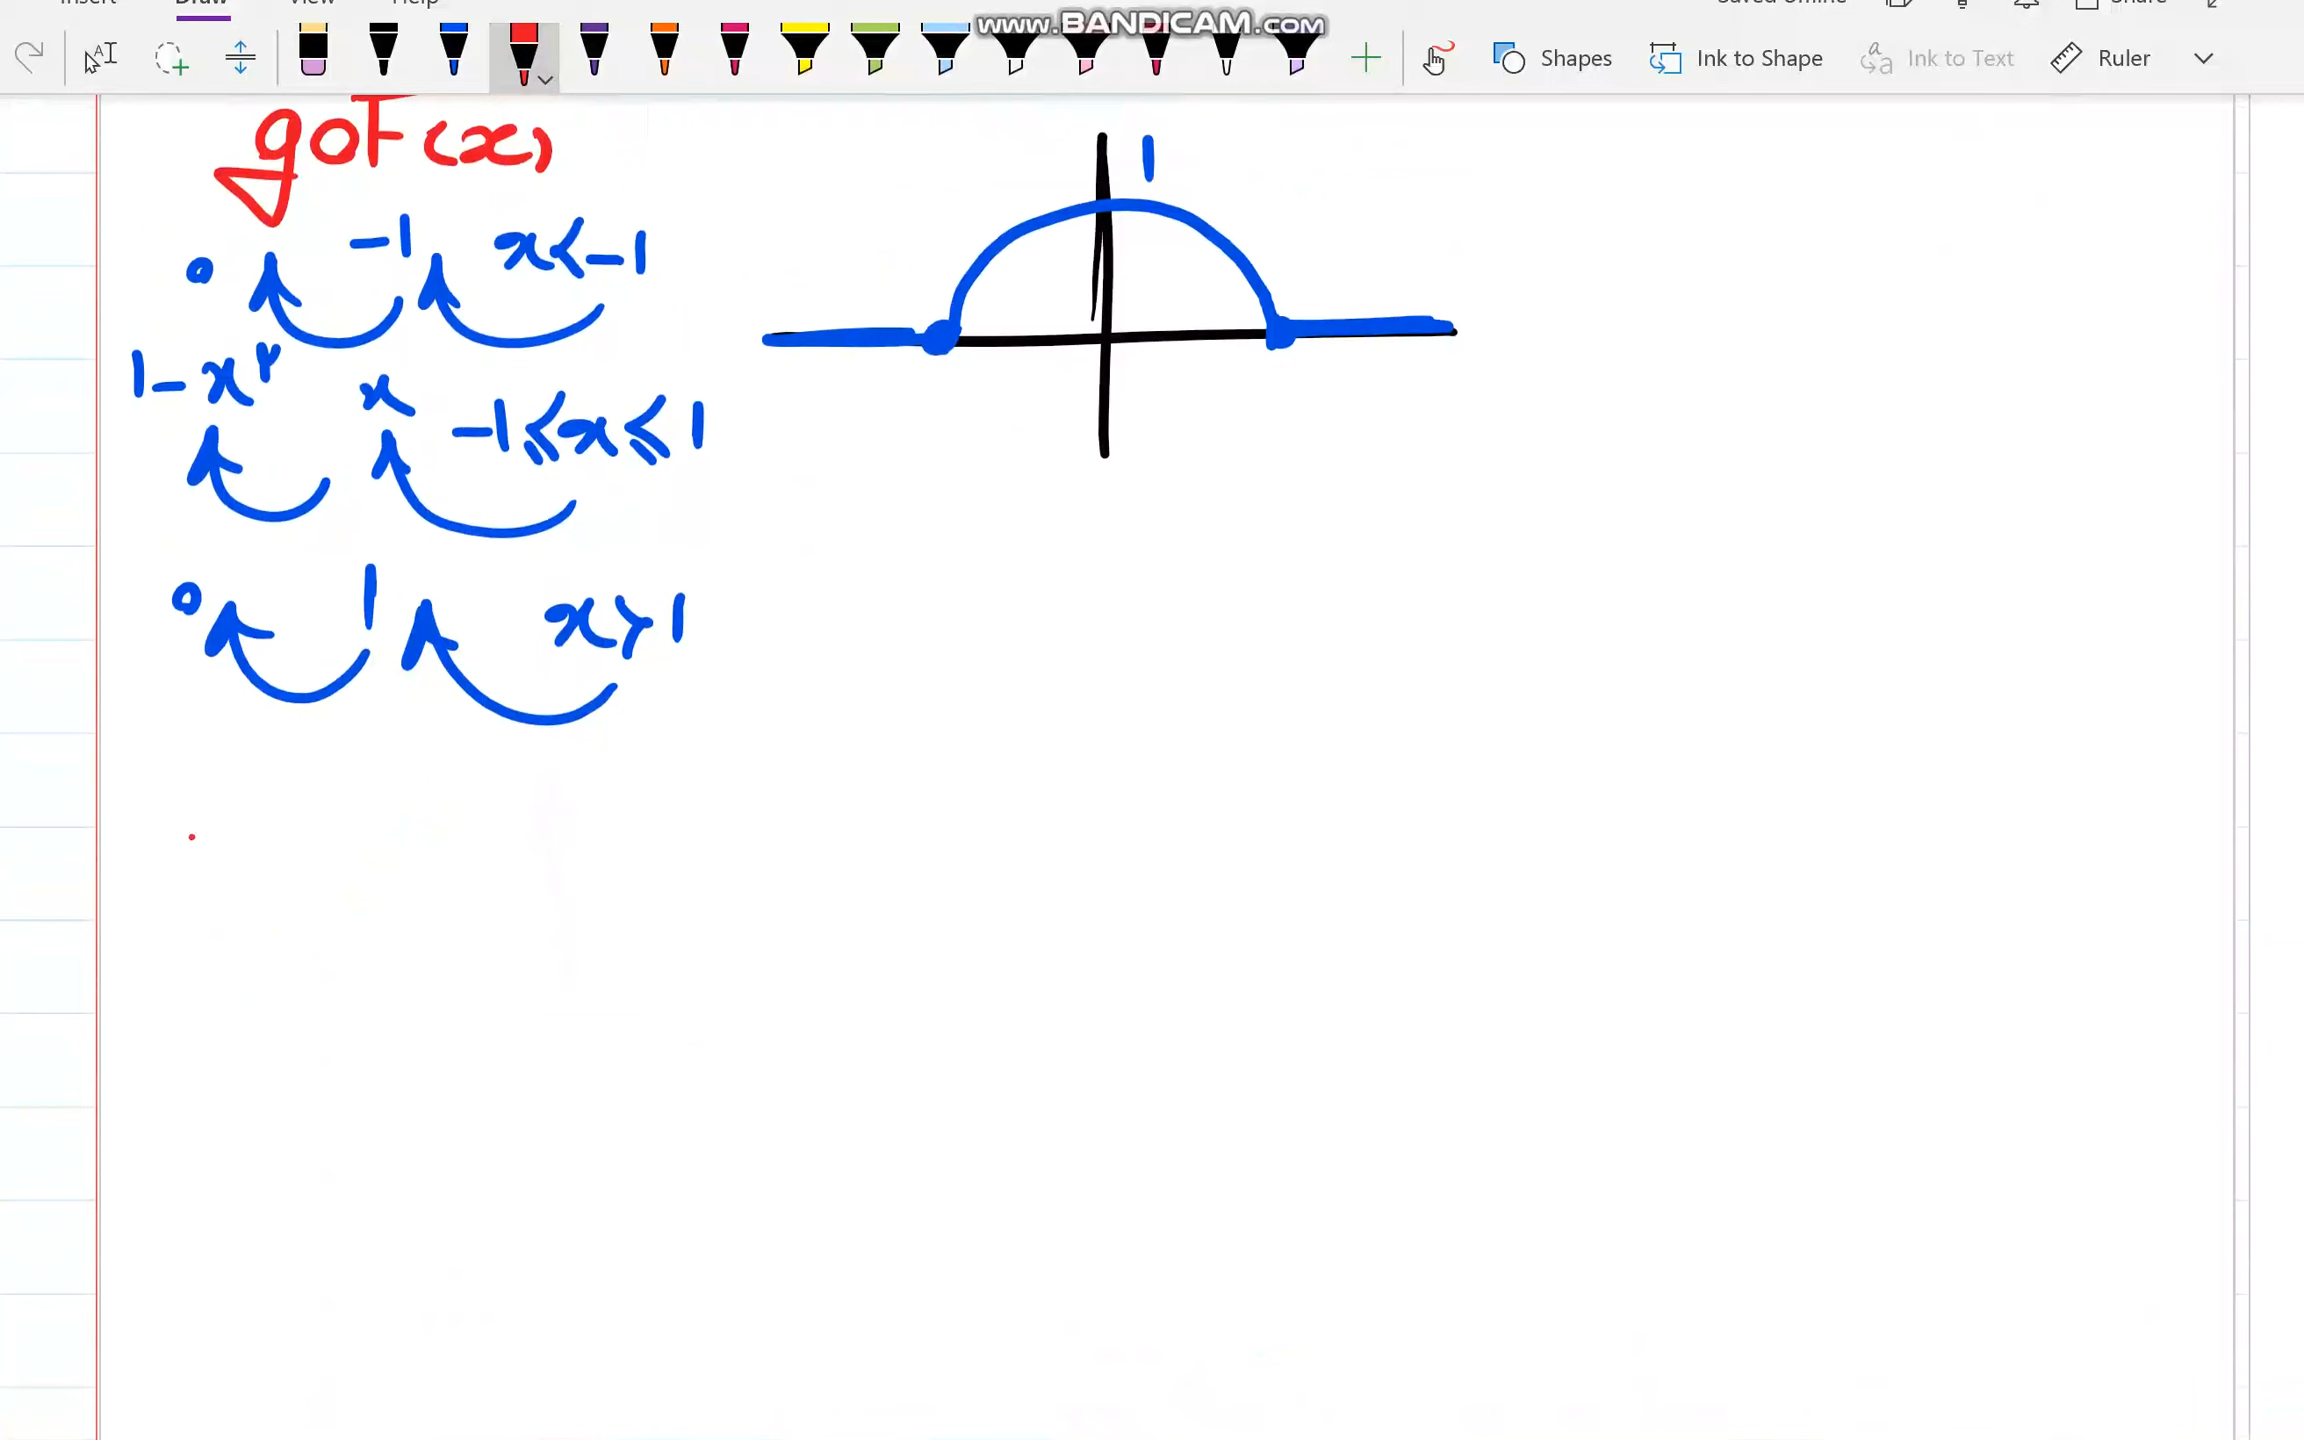 www.BANDICAM.com
Draw
Shapes
Ink to Shape
Ink to Text
Ruler
goF(x)
1
0 -1 x<-1
1-x² x -1≤x≤1
0 1 x>1